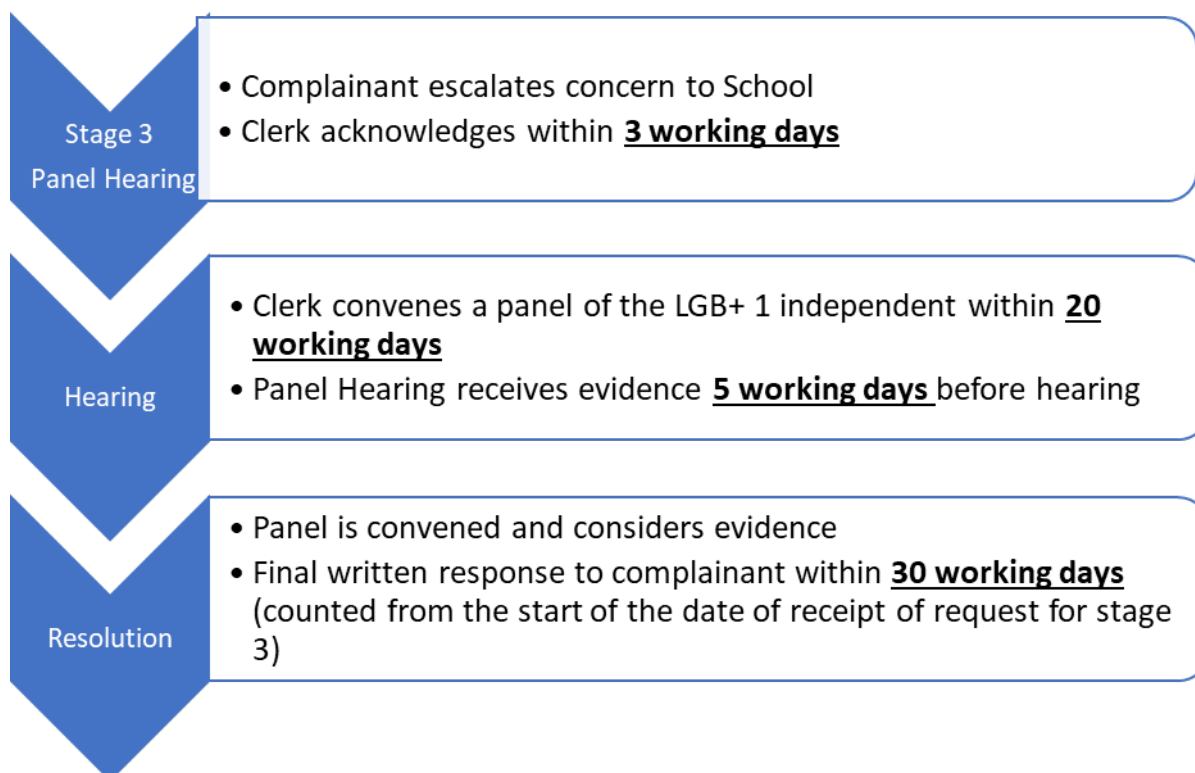 Stage 3
Panel Hearing
• Complainant escalates concern to School
• Clerk acknowledges within 3 working days
Hearing
• Clerk convenes a panel of the LGB+ 1 independent within 20
working days
• Panel Hearing receives evidence 5 working days before hearing
Resolution
• Panel is convened and considers evidence
• Final written response to complainant within 30 working days
(counted from the start of the date of receipt of request for stage
3)